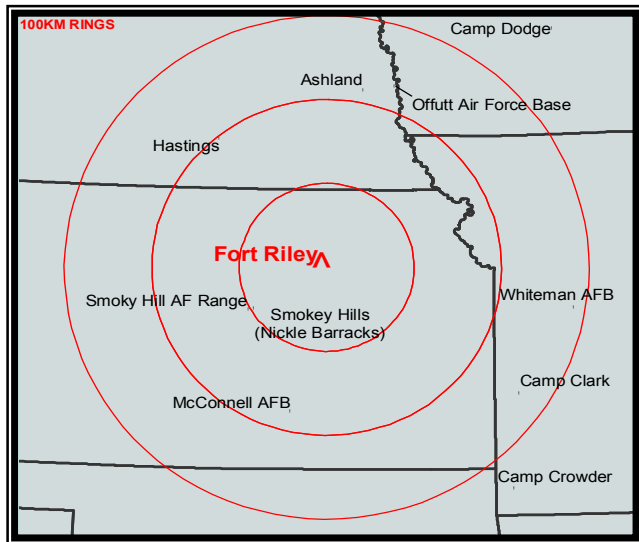 100KM RINGS
Camp Dodge
Ashland
Offutt Air Force Base
Hastings
Fort Riley
Smoky Hill AF Range
Smokey Hills
(Nickle Barracks)
Whiteman AFB
McConnell AFB
Camp Clark
Camp Crowder